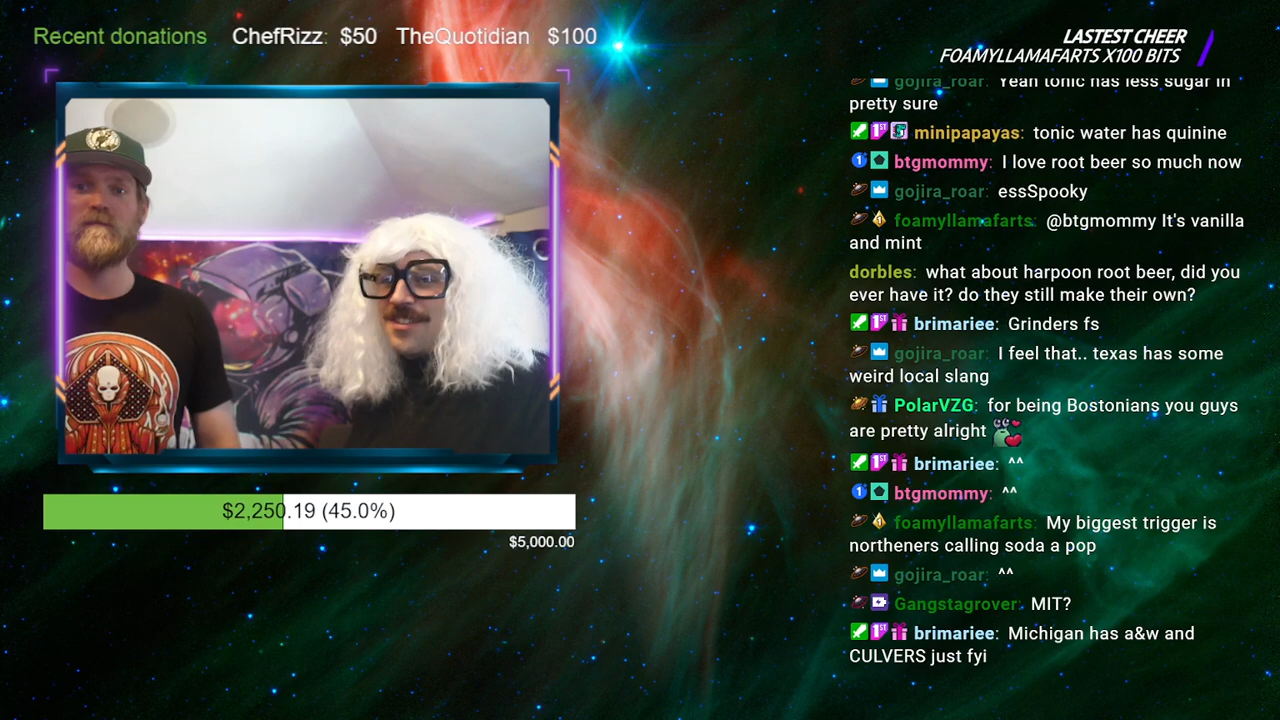 Recent donations ChefRizz: $50 TheQuotidian $100
LASTEST CHEER
FOAMYLLAMAFARTS X100 BITS
gojira_roar: Yeah tonic has less sugar in
pretty sure
minipapayas: tonic water has quinine
btgmommy: I love root beer so much now
gojira_roar: essSpooky
foamyllamafarts: @btgmommy It's vanilla
and mint
dorbles: what about harpoon root beer, did you
ever have it? do they still make their own?
brimariee: Grinders fs
gojira_roar: I feel that.. texas has some
weird local slang
PolarVZG: for being Bostonians you guys
are pretty alright
brimariee: ^^
btgmommy: ^^
foamyllamafarts: My biggest trigger is
northeners calling soda a pop
gojira_roar: ^^
Gangstagrover: MIT?
brimariee: Michigan has a&w and
CULVERS just fyi
$2,250.19 (45.0%)
$5,000.00